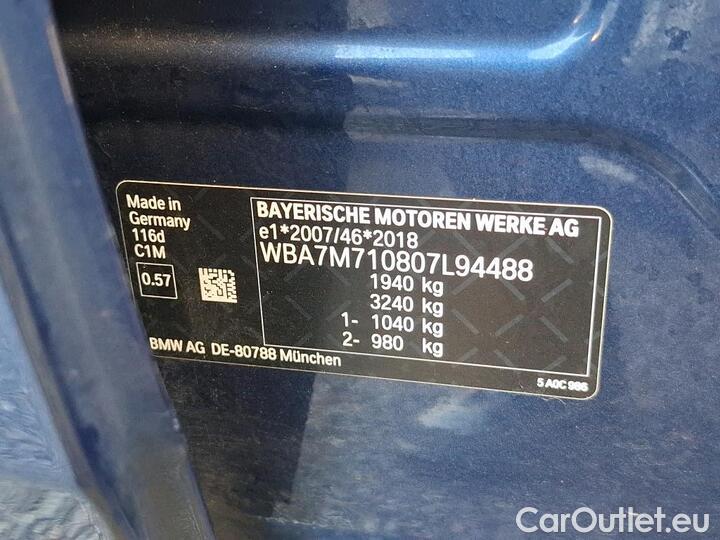 Made in
Germany
116d
C1M
0.57
BMW AG DE-80788 München
BAYERISCHE MOTOREN WERKE AG
e1*2007/46*2018
WBA7M710807L94488
1940 kg
3240 kg
1- 1040 kg
2- 980 kg
5 A0C 986
CarOutlet.eu